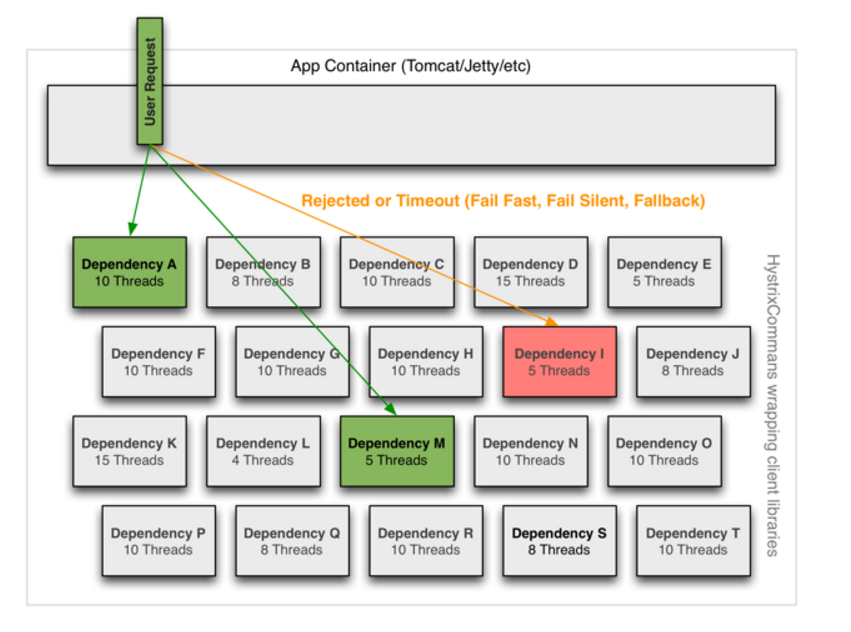 User Request
App Container (Tomcat/Jetty/etc)
Rejected or Timeout (Fail Fast, Fail Silent, Fallback)
Dependency A
10 Threads
Dependency B
8 Threads
Dependency C
10 Threads
Dependency D
15 Threads
Dependency E
5 Threads
Dependency F
10 Threads
Dependency G
10 Threads
Dependency H
10 Threads
Dependency I
5 Threads
Dependency J
8 Threads
Dependency K
15 Threads
Dependency L
4 Threads
Dependency M
5 Threads
Dependency N
10 Threads
Dependency O
10 Threads
Dependency P
10 Threads
Dependency Q
8 Threads
Dependency R
10 Threads
Dependency S
8 Threads
Dependency T
10 Threads
HystrixCommans wrapping client libraries